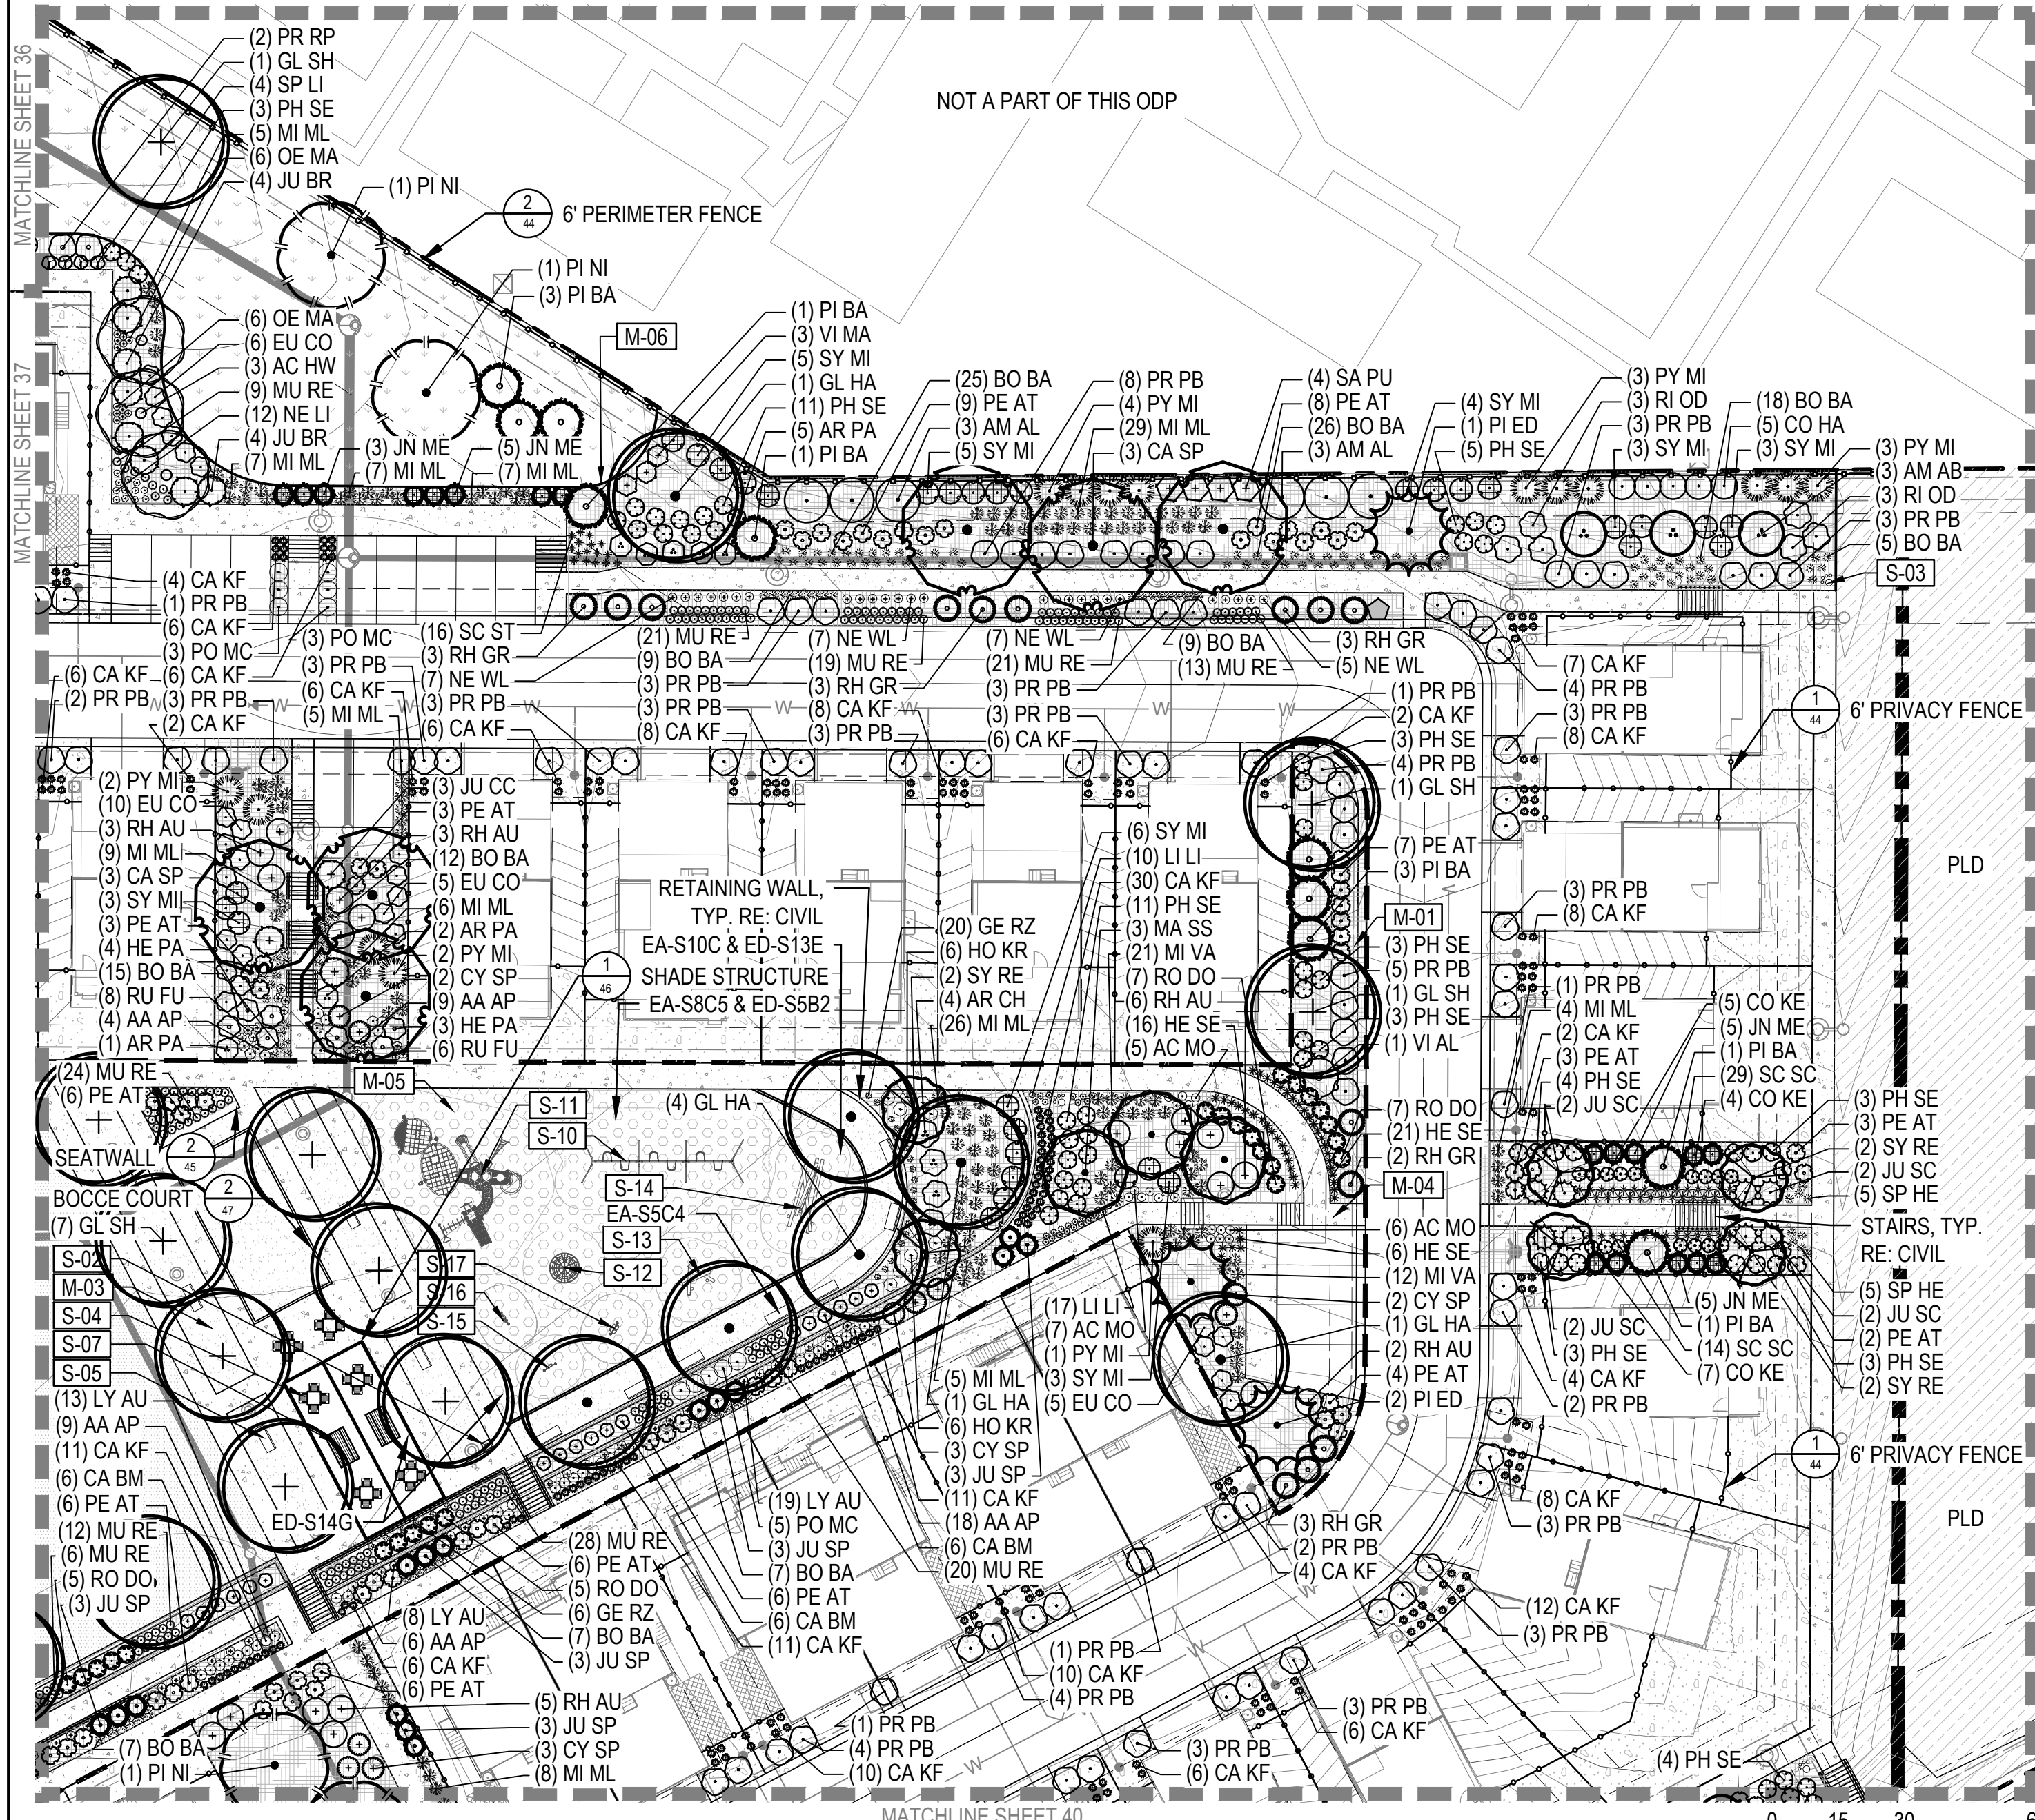 MATCHLINE SHEET 36
MATCHLINE SHEET 37
(2) PR RP
(1) GL SH
(4) SP LI
(3) PH SE
(5) MI ML
(6) OE MA
(4) JU BR
(1) PI NI
2
44
6' PERIMETER FENCE
NOT A PART OF THIS ODP
(1) PI NI
(3) PI BA
M-06
(6) OE MA
(6) EU CO
(3) AC HW
(9) MU RE
(12) NE LI
(4) JU BR
(7) MI ML
(3) JN ME
(7) MI ML
(5) JN ME
(7) MI ML
(1) PI BA
(3) VI MA
(5) SY MI
(1) GL HA
(11) PH SE
(5) AR PA
(1) PI BA
(25) BO BA
(9) PE AT
(3) AM AL
(5) SY MI
(8) PR PB
(4) PY MI
(29) MI ML
(3) CA SP
(4) SA PU
(8) PE AT
(26) BO BA
(3) AM AL
(4) SY MI
(1) PI ED
(5) PH SE
(3) PY MI
(3) RI OD
(3) PR PB
(3) SY MI
(18) BO BA
(5) CO HA
(3) SY MI
(3) PY MI
(3) AM AB
(3) RI OD
(3) PR PB
(5) BO BA
S-03
(4) CA KF
(1) PR PB
(6) CA KF
(3) PO MC
(6) CA KF
(3) PR PB
(2) CA KF
(6) CA KF
(2) PR PB
(3) PO MC
(3) PR PB
(6) CA KF
(5) MI ML
(16) SC ST
(3) RH GR
(7) NE WL
(3) PR PB
(6) CA KF
(21) MU RE
(9) BO BA
(3) PR PB
(3) PR PB
(8) CA KF
(7) NE WL
(19) MU RE
(3) RH GR
(8) CA KF
(3) PR PB
(7) NE WL
(21) MU RE
(3) PR PB
(3) PR PB
(6) CA KF
(9) BO BA
(13) MU RE
(3) RH GR
(5) NE WL
W W W W W W
(1) PR PB
(2) CA KF
(3) PH SE
(4) PR PB
(1) GL SH
(7) PE AT
(3) PI BA
M-01
(3) PH SE
(5) PR PB
(1) GL SH
(3) PH SE
(1) VI AL
(7) RO DO
(21) HE SE
(2) RH GR
M-04
(7) CA KF
(4) PR PB
(3) PR PB
(8) CA KF
1
44
6' PRIVACY FENCE
PLD
(3) PR PB
(8) CA KF
(2) PY MI
(10) EU CO
(3) RH AU
(9) MI ML
(3) CA SP
(3) SY MI
(3) PE AT
(4) HE PA
(15) BO BA
(8) RU FU
(4) AA AP
(1) AR PA
(3) JU CC
(3) PE AT
(3) RH AU
(12) BO BA
(5) EU CO
(6) MI ML
(2) AR PA
(2) PY MI
(2) CY SP
(9) AA AP
(3) HE PA
(6) RU FU
RETAINING WALL,
TYP. RE: CIVIL
EA-S10C & ED-S13E
1
46
SHADE STRUCTURE
EA-S8C5 & ED-S5B2
(20) GE RZ
(6) HO KR
(2) SY RE
(4) AR CH
(26) MI ML
(6) SY MI
(10) LI LI
(30) CA KF
(11) PH SE
(3) MA SS
(21) MI VA
(7) RO DO
(6) RH AU
(16) HE SE
(5) AC MO
(1) PR PB
(4) MI ML
(2) CA KF
(3) PE AT
(4) PH SE
(2) JU SC
(5) CO KE
(5) JN ME
(1) PI BA
(29) SC SC
(4) CO KE
(3) PH SE
(3) PE AT
(2) SY RE
(2) JU SC
(5) SP HE
STAIRS, TYP.
RE: CIVIL
(5) SP HE
(2) JU SC
(2) PE AT
(3) PH SE
(2) SY RE
(24) MU RE
(6) PE AT
M-05
SEATWALL
2
45
BOCCE COURT
2
47
(7) GL SH
S-02
M-03
S-04
S-07
S-05
S-11
S-10
(4) GL HA
S-14
EA-S5C4
S-13
S-12
S-17
S-16
S-15
(6) AC MO
(6) HE SE
(12) MI VA
(2) CY SP
(1) GL HA
(2) RH AU
(4) PE AT
(2) PI ED
(17) LI LI
(7) AC MO
(1) PY MI
(3) SY MI
(5) EU CO
(5) JN ME
(1) PI BA
(14) SC SC
(7) CO KE
(2) JU SC
(3) PH SE
(4) CA KF
(2) PR PB
(5) MI ML
(1) GL HA
(6) HO KR
(3) CY SP
(3) JU SP
(11) CA KF
(18) AA AP
(6) CA BM
(20) MU RE
(13) LY AU
(9) AA AP
(11) CA KF
(6) CA BM
(6) PE AT
(12) MU RE
(6) MU RE
(5) RO DO
(3) JU SP
ED-S14G
(19) LY AU
(5) PO MC
(3) JU SP
(7) BO BA
(6) PE AT
(6) CA BM
(11) CA KF
(28) MU RE
(6) PE AT
(5) RO DO
(6) GE RZ
(7) BO BA
(3) JU SP
(8) LY AU
(6) AA AP
(6) CA KF
(6) PE AT
(5) RH AU
(3) JU SP
(3) CY SP
(8) MI ML
(7) BO BA
(1) PI NI
1
44
6' PRIVACY FENCE
PLD
(8) CA KF
(3) PR PB
(3) RH GR
(2) PR PB
(4) CA KF
(12) CA KF
(3) PR PB
(1) PR PB
(10) CA KF
(4) PR PB
(3) PR PB
(6) CA KF
(1) PR PB
(4) PR PB
(10) CA KF
(3) PR PB
(6) CA KF
W W W
(4) PH SE
MATCHLINE SHEET 40
0 15 30